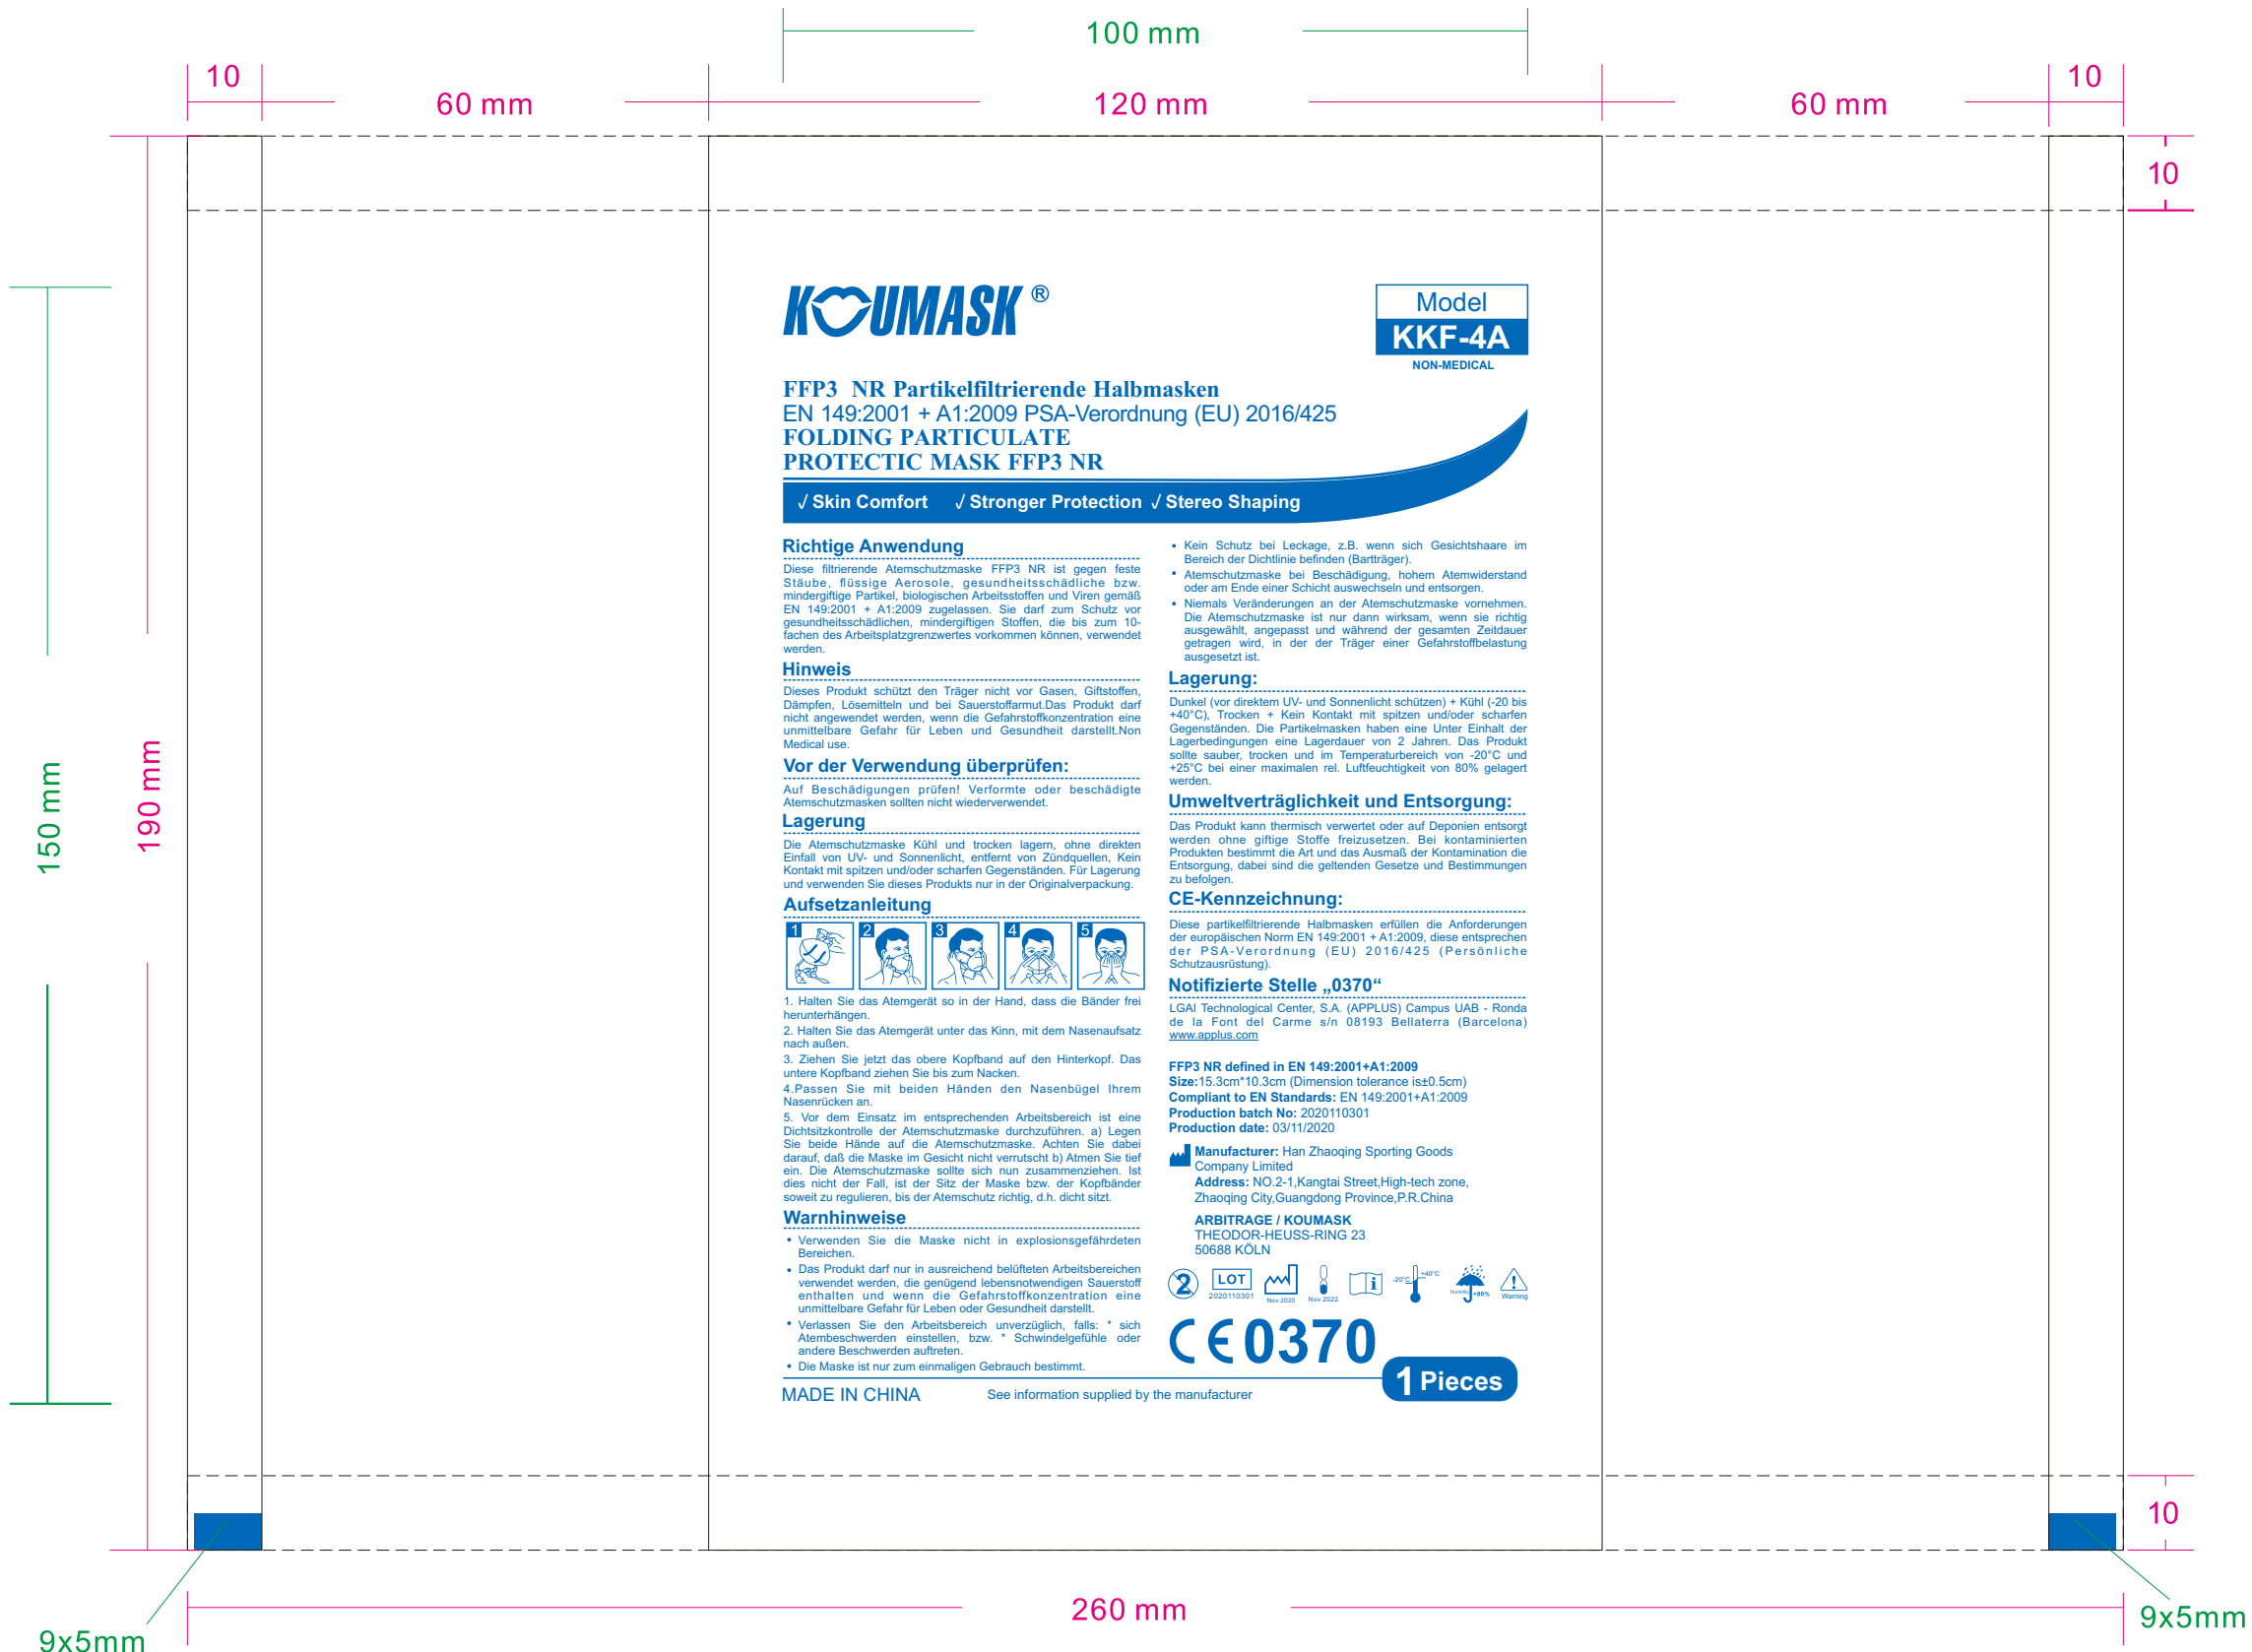 100 mm
10
60 mm
120 mm
60 mm
10
10
150 mm
190 mm
KOUMASK ®
Model
KKF-4A
NON-MEDICAL
FFP3 NR Partikelfiltrierende Halbmasken
EN 149:2001 + A1:2009 PSA-Verordnung (EU) 2016/425
FOLDING PARTICULATE
PROTECTIC MASK FFP3 NR
√ Skin Comfort √ Stronger Protection √ Stereo Shaping
Richtige Anwendung
Diese filtrierende Atemschutzmaske FFP3 NR ist gegen feste
Stäube, flüssige Aerosole, gesundheitsschädliche bzw.
mindergiftige Partikel, biologischen Arbeitsstoffen und Viren gemäß
EN 149:2001 + A1:2009 zugelassen. Sie darf zum Schutz vor
gesundheitsschädlichen, mindergiftigen Stoffen, die bis zum 10-
fachen des Arbeitsplatzgrenzwertes vorkommen können, verwendet
werden.
Hinweis
Dieses Produkt schützt den Träger nicht vor Gasen, Giftstoffen,
Dämpfen, Lösemitteln und bei Sauerstoffarmut.Das Produkt darf
nicht angewendet werden, wenn die Gefahrstoffkonzentration eine
unmittelbare Gefahr für Leben und Gesundheit darstellt.Non
Medical use.
Vor der Verwendung überprüfen:
Auf Beschädigungen prüfen! Verformte oder beschädigte
Atemschutzmasken sollten nicht wiederverwendet.
Lagerung
Die Atemschutzmaske Kühl und trocken lagern, ohne direkten
Einfall von UV- und Sonnenlicht, entfernt von Zündquellen, Kein
Kontakt mit spitzen und/oder scharfen Gegenständen. Für Lagerung
und verwenden Sie dieses Produkts nur in der Originalverpackung.
Aufsetzanleitung
1 2 3 4 5
1. Halten Sie das Atemgerät so in der Hand, dass die Bänder frei
herunterhängen.
2. Halten Sie das Atemgerät unter das Kinn, mit dem Nasenaufsatz
nach außen.
3. Ziehen Sie jetzt das obere Kopfband auf den Hinterkopf. Das
untere Kopfband ziehen Sie bis zum Nacken.
4.Passen Sie mit beiden Händen den Nasenbügel Ihrem
Nasenrücken an.
5. Vor dem Einsatz im entsprechenden Arbeitsbereich ist eine
Dichtsitzkontrolle der Atemschutzmaske durchzuführen. a) Legen
Sie beide Hände auf die Atemschutzmaske. Achten Sie dabei
darauf, daß die Maske im Gesicht nicht verrutscht b) Atmen Sie tief
ein. Die Atemschutzmaske sollte sich nun zusammenziehen. Ist
dies nicht der Fall, ist der Sitz der Maske bzw. der Kopfbänder
soweit zu regulieren, bis der Atemschutz richtig, d.h. dicht sitzt.
Warnhinweise
• Verwenden Sie die Maske nicht in explosionsgefährdeten
Bereichen.
• Das Produkt darf nur in ausreichend belüfteten Arbeitsbereichen
verwendet werden, die genügend lebensnotwendigen Sauerstoff
enthalten und wenn die Gefahrstoffkonzentration eine
unmittelbare Gefahr für Leben oder Gesundheit darstellt.
• Verlassen Sie den Arbeitsbereich unverzüglich, falls: * sich
Atembeschwerden einstellen, bzw. * Schwindelgefühle oder
andere Beschwerden auftreten.
• Die Maske ist nur zum einmaligen Gebrauch bestimmt.
• Kein Schutz bei Leckage, z.B. wenn sich Gesichtshaare im
Bereich der Dichtlinie befinden (Bartträger).
• Atemschutzmaske bei Beschädigung, hohem Atemwiderstand
oder am Ende einer Schicht auswechseln und entsorgen.
• Niemals Veränderungen an der Atemschutzmaske vornehmen.
Die Atemschutzmaske ist nur dann wirksam, wenn sie richtig
ausgewählt, angepasst und während der gesamten Zeitdauer
getragen wird, in der der Träger einer Gefahrstoffbelastung
ausgesetzt ist.
Lagerung:
Dunkel (vor direktem UV- und Sonnenlicht schützen) + Kühl (-20 bis
+40°C), Trocken + Kein Kontakt mit spitzen und/oder scharfen
Gegenständen. Die Partikelmasken haben eine Unter Einhalt der
Lagerbedingungen eine Lagerdauer von 2 Jahren. Das Produkt
sollte sauber, trocken und im Temperaturbereich von -20°C und
+25°C bei einer maximalen rel. Luftfeuchtigkeit von 80% gelagert
werden.
Umweltverträglichkeit und Entsorgung:
Das Produkt kann thermisch verwertet oder auf Deponien entsorgt
werden ohne giftige Stoffe freizusetzen. Bei kontaminierten
Produkten bestimmt die Art und das Ausmaß der Kontamination die
Entsorgung, dabei sind die geltenden Gesetze und Bestimmungen
zu befolgen.
CE-Kennzeichnung:
Diese partikelfiltrierende Halbmasken erfüllen die Anforderungen
der europäischen Norm EN 149:2001 + A1:2009, diese entsprechen
der PSA-Verordnung (EU) 2016/425 (Persönliche
Schutzausrüstung).
Notifizierte Stelle „0370“
LGAI Technological Center, S.A. (APPLUS) Campus UAB - Ronda
de la Font del Carme s/n 08193 Bellaterra (Barcelona)
www.applus.com
FFP3 NR defined in EN 149:2001+A1:2009
Size:15.3cm*10.3cm (Dimension tolerance is±0.5cm)
Compliant to EN Standards: EN 149:2001+A1:2009
Production batch No: 2020110301
Production date: 03/11/2020
Manufacturer: Han Zhaoqing Sporting Goods
Company Limited
Address: NO.2-1,Kangtai Street,High-tech zone,
Zhaoqing City,Guangdong Province,P.R.China
ARBITRAGE / KOUMASK
THEODOR-HEUSS-RING 23
50688 KÖLN
2 LOT i -20°C +40°C
2020110301 Nov 2020 Nov 2022 Humidity <80% Warning
CE 0370
1 Pieces
MADE IN CHINA See information supplied by the manufacturer
10
260 mm
9x5mm
9x5mm